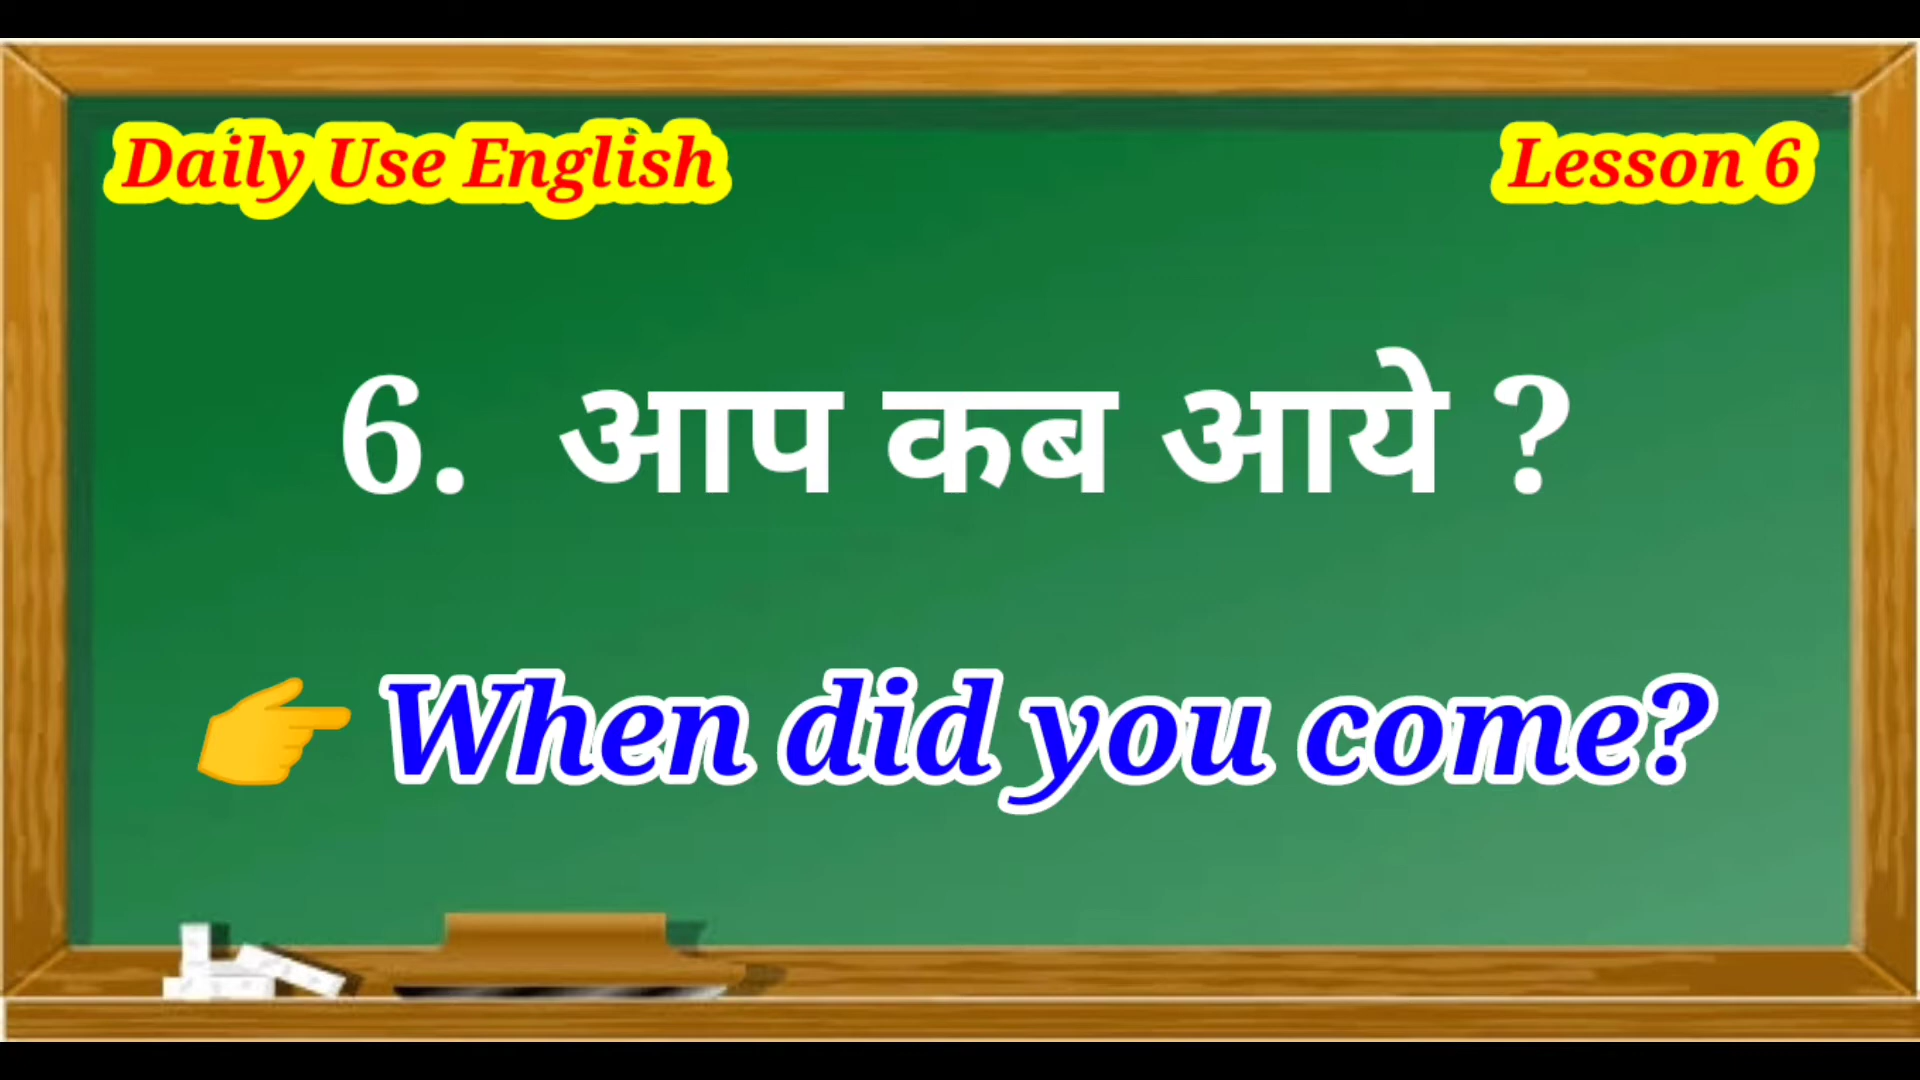 Daily Use English
Lesson 6
6. आप कब आये ?
👉 When did you come?